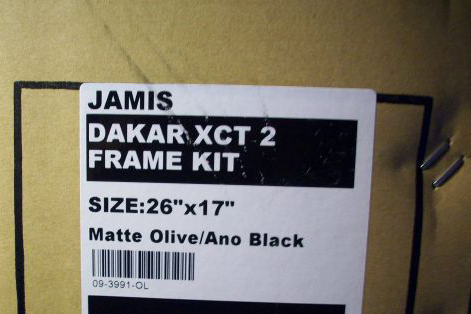 JAMIS
DAKAR XCT 2
FRAME KIT
SIZE:26"x17"
Matte Olive/Ano Black
09-3991-OL